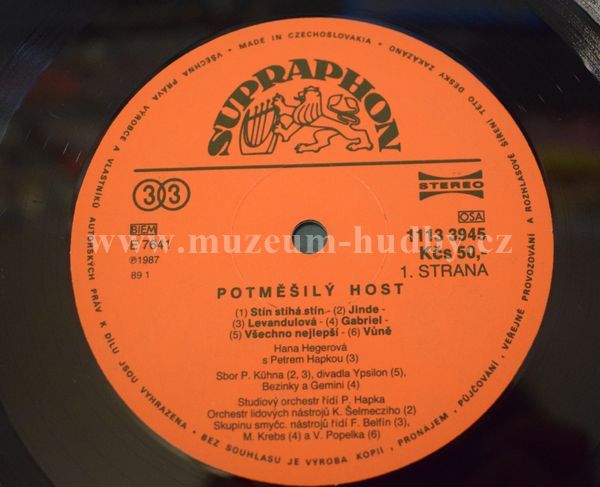 VŠECHNA PRÁVA VÝROBCE A VLASTNÍKŮ AUTORSKÝCH PRÁV K DÍLU JSOU VYHRAZENA • BEZ SOUHLASU JE VÝROBA KOPIÍ, PRONÁJEM, PŮJČOVÁNÍ, VEŘEJNÉ PROVOZOVÁNÍ A ROZHLASOVÉ ŠÍŘENÍ TÉTO DESKY ZAKÁZÁNO • MADE IN CZECHOSLOVAKIA •
SUPRAPHON
33
STEREO
BIEM
OSA
E 7641
1113 3945
℗1987
Kčs 50,-
89 1
1. STRANA
www.muzeum-hudby.cz
POTMĚŠILÝ HOST
(1) Stín stíhá stín - (2) Jinde -
(3) Levandulová - (4) Gabriel -
(5) Všechno nejlepší - (6) Vůně
Hana Hegerová
s Petrem Hapkou (3)
Sbor P. Kühna (2, 3), divadla Ypsilon (5),
Bezinky a Gemini (4)
Studiový orchestr řídí P. Hapka
Orchestr lidových nástrojů K. Šelmecziho (2)
Skupinu smyčc. nástrojů řídí F. Belfín (3),
M. Krebs (4) a V. Popelka (6)